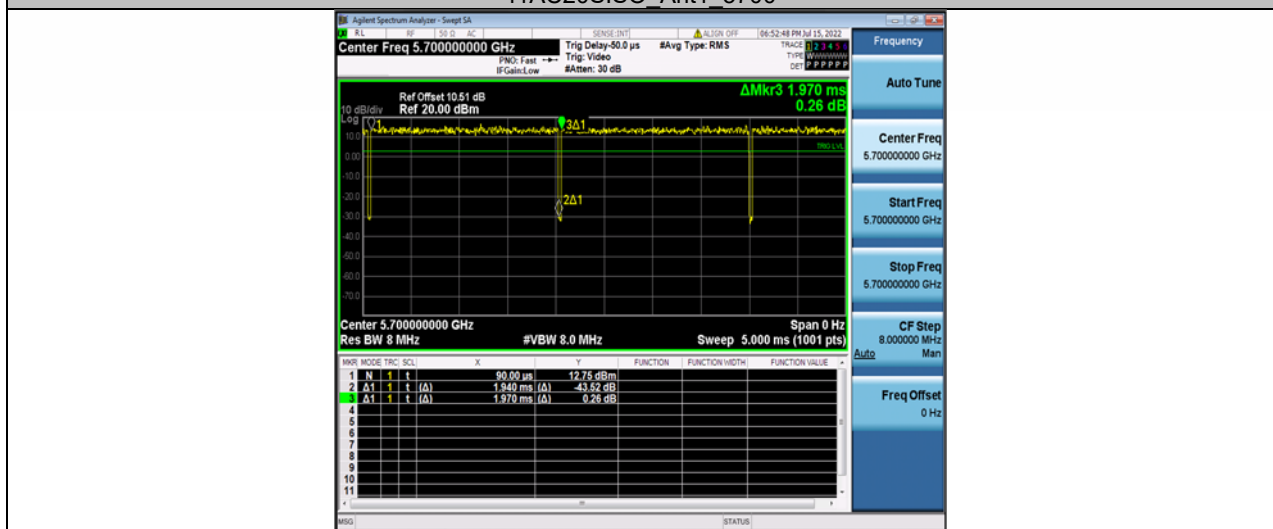 11AC20SISO_Ant1_5700
Agilent Spectrum Analyzer - Swept SA
RL RF 50 Ω AC SENSE:INT ALIGN OFF 06:52:48 PM Jul 15, 2022
Center Freq 5.700000000 GHz Trig Delay-50.0 µs #Avg Type: RMS TRACE 1 2 3 4 5 6
PNO: Fast Trig: Video TYPE W
IFGain:Low #Atten: 30 dB DET P P P P P P
ΔMkr3 1.970 ms
0.26 dB
Ref Offset 10.51 dB
10 dB/div Ref 20.00 dBm
Log
1
3Δ1
10.0
TRIG LVL
0.00
-10.0
-20.0
2Δ1
-30.0
-40.0
-50.0
-60.0
-70.0
Center 5.700000000 GHz Span 0 Hz
Res BW 8 MHz #VBW 8.0 MHz Sweep 5.000 ms (1001 pts)
MKR MODE TRC SCL X Y FUNCTION FUNCTION WIDTH FUNCTION VALUE
1 N 1 t 90.00 µs 12.75 dBm
2 Δ1 1 t (Δ) 1.940 ms (Δ) -43.52 dB
3 Δ1 1 t (Δ) 1.970 ms (Δ) 0.26 dB
4
5
6
7
8
9
10
11
MSG STATUS
Frequency
Auto Tune
Center Freq
5.700000000 GHz
Start Freq
5.700000000 GHz
Stop Freq
5.700000000 GHz
CF Step
8.000000 MHz
Auto Man
Freq Offset
0 Hz